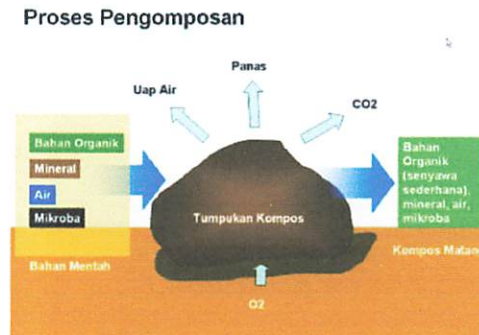 Proses Pengomposan
Panas
Uap Air
CO2
Bahan Organik
Mineral
Air
Mikroba
Bahan Mentah
Tumpukan Kompos
O2
Bahan
Organik
(senyawa
sederhana),
mineral, air,
mikroba
Kompos Matang